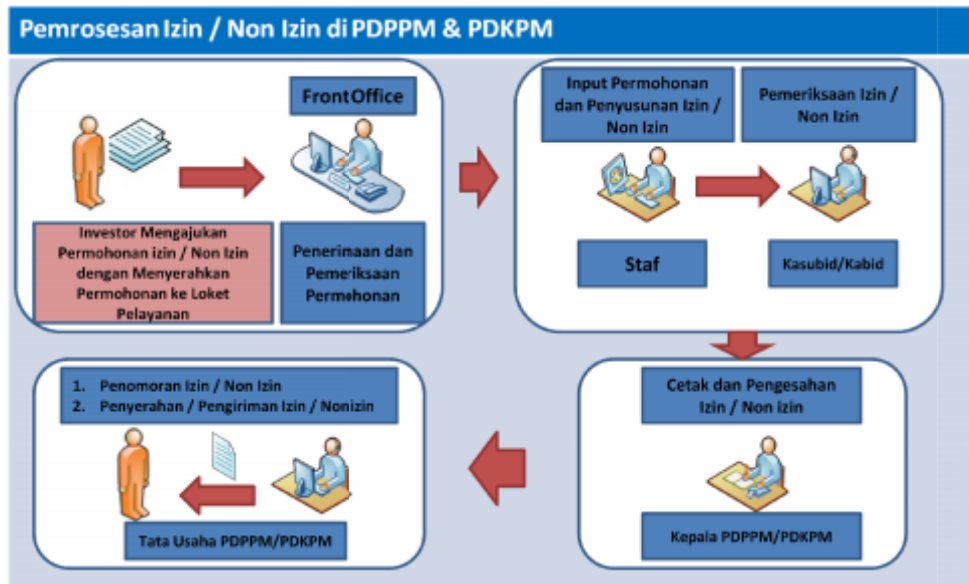 Pemrosesan Izin / Non Izin di PDPPM & PDKPM
FrontOffice
Investor Mengajukan
Permohonan izin / Non Izin
dengan Menyerahkan
Permohonan ke Loket
Pelayanan
Penerimaan dan
Pemeriksaan
Permohonan
Input Permohonan
dan Penyusunan Izin /
Non Izin
Pemeriksaan Izin /
Non Izin
Staf
Kasubid/Kabid
Cetak dan Pengesahan
Izin / Non izin
Kepala PDPPM/PDKPM
1. Penomoran Izin / Non Izin
2. Penyerahan / Pengiriman Izin / Nonizin
Tata Usaha PDPPM/PDKPM